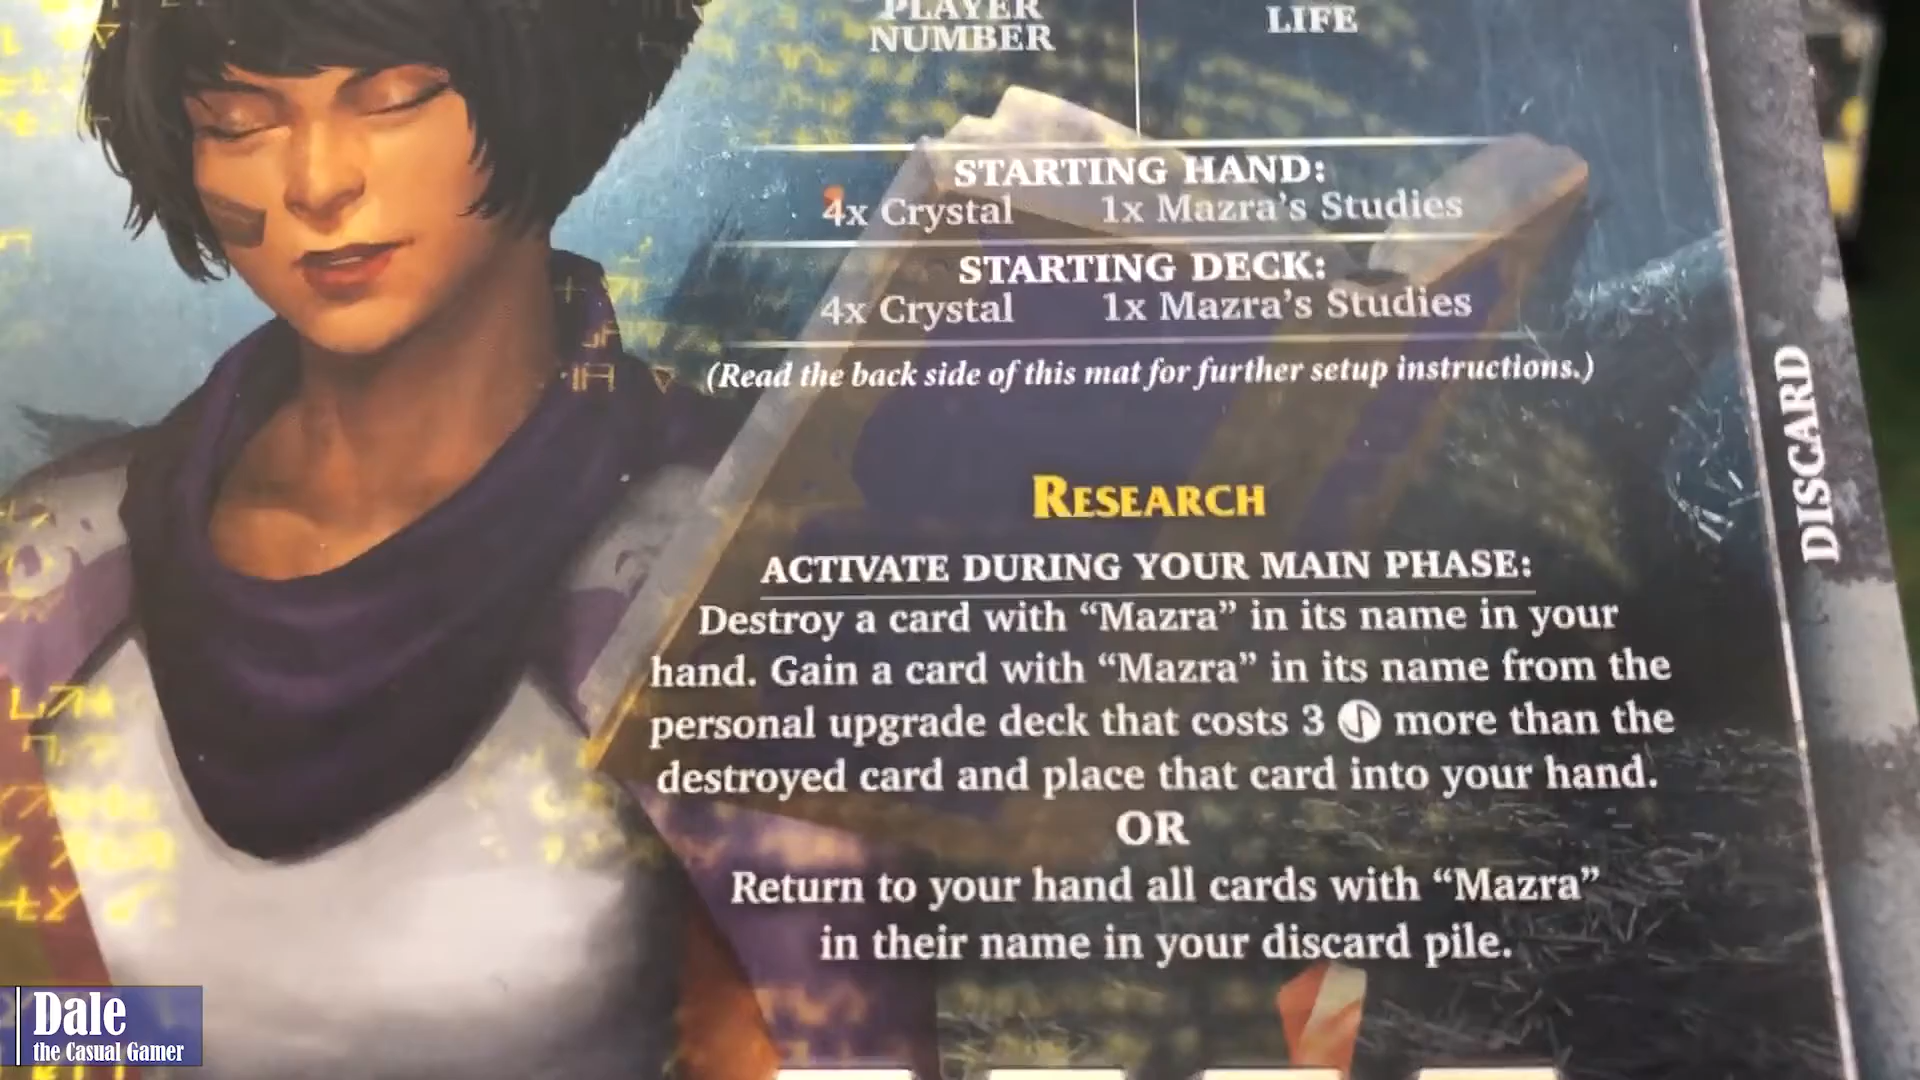 PLAYER
NUMBER
LIFE
STARTING HAND:
4x Crystal 1x Mazra's Studies
STARTING DECK:
4x Crystal 1x Mazra's Studies
(Read the back side of this mat for further setup instructions.)
RESEARCH
ACTIVATE DURING YOUR MAIN PHASE:
Destroy a card with “Mazra” in its name in your
hand. Gain a card with “Mazra” in its name from the
personal upgrade deck that costs 3 more than the
destroyed card and place that card into your hand.
OR
Return to your hand all cards with “Mazra”
in their name in your discard pile.
DISCARD
Dale
the Casual Gamer